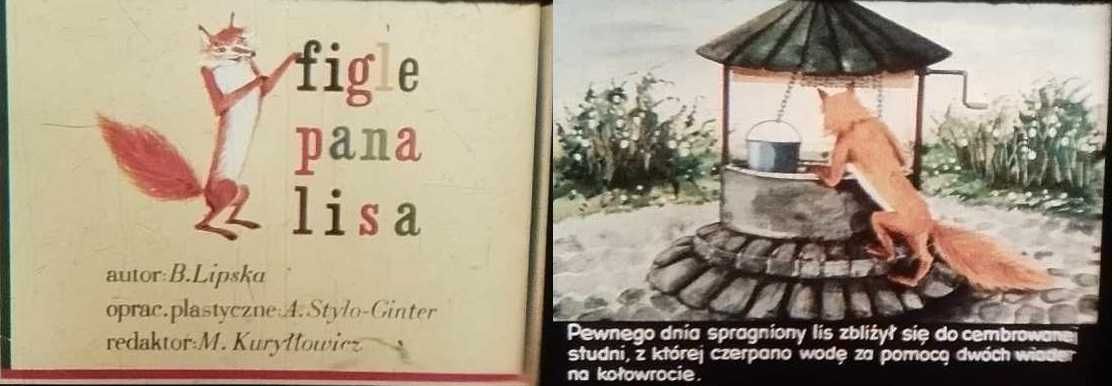 figle
pana
lisa
autor: B. Lipska
oprac. plastyczne: A. Styło-Ginter
redaktor: M. Kuryłłowicz
Pewnego dnia spragniony lis zbliżył się do cembrowanej
studni, z której czerpano wodę za pomocą dwóch wiader
na kołowrocie.